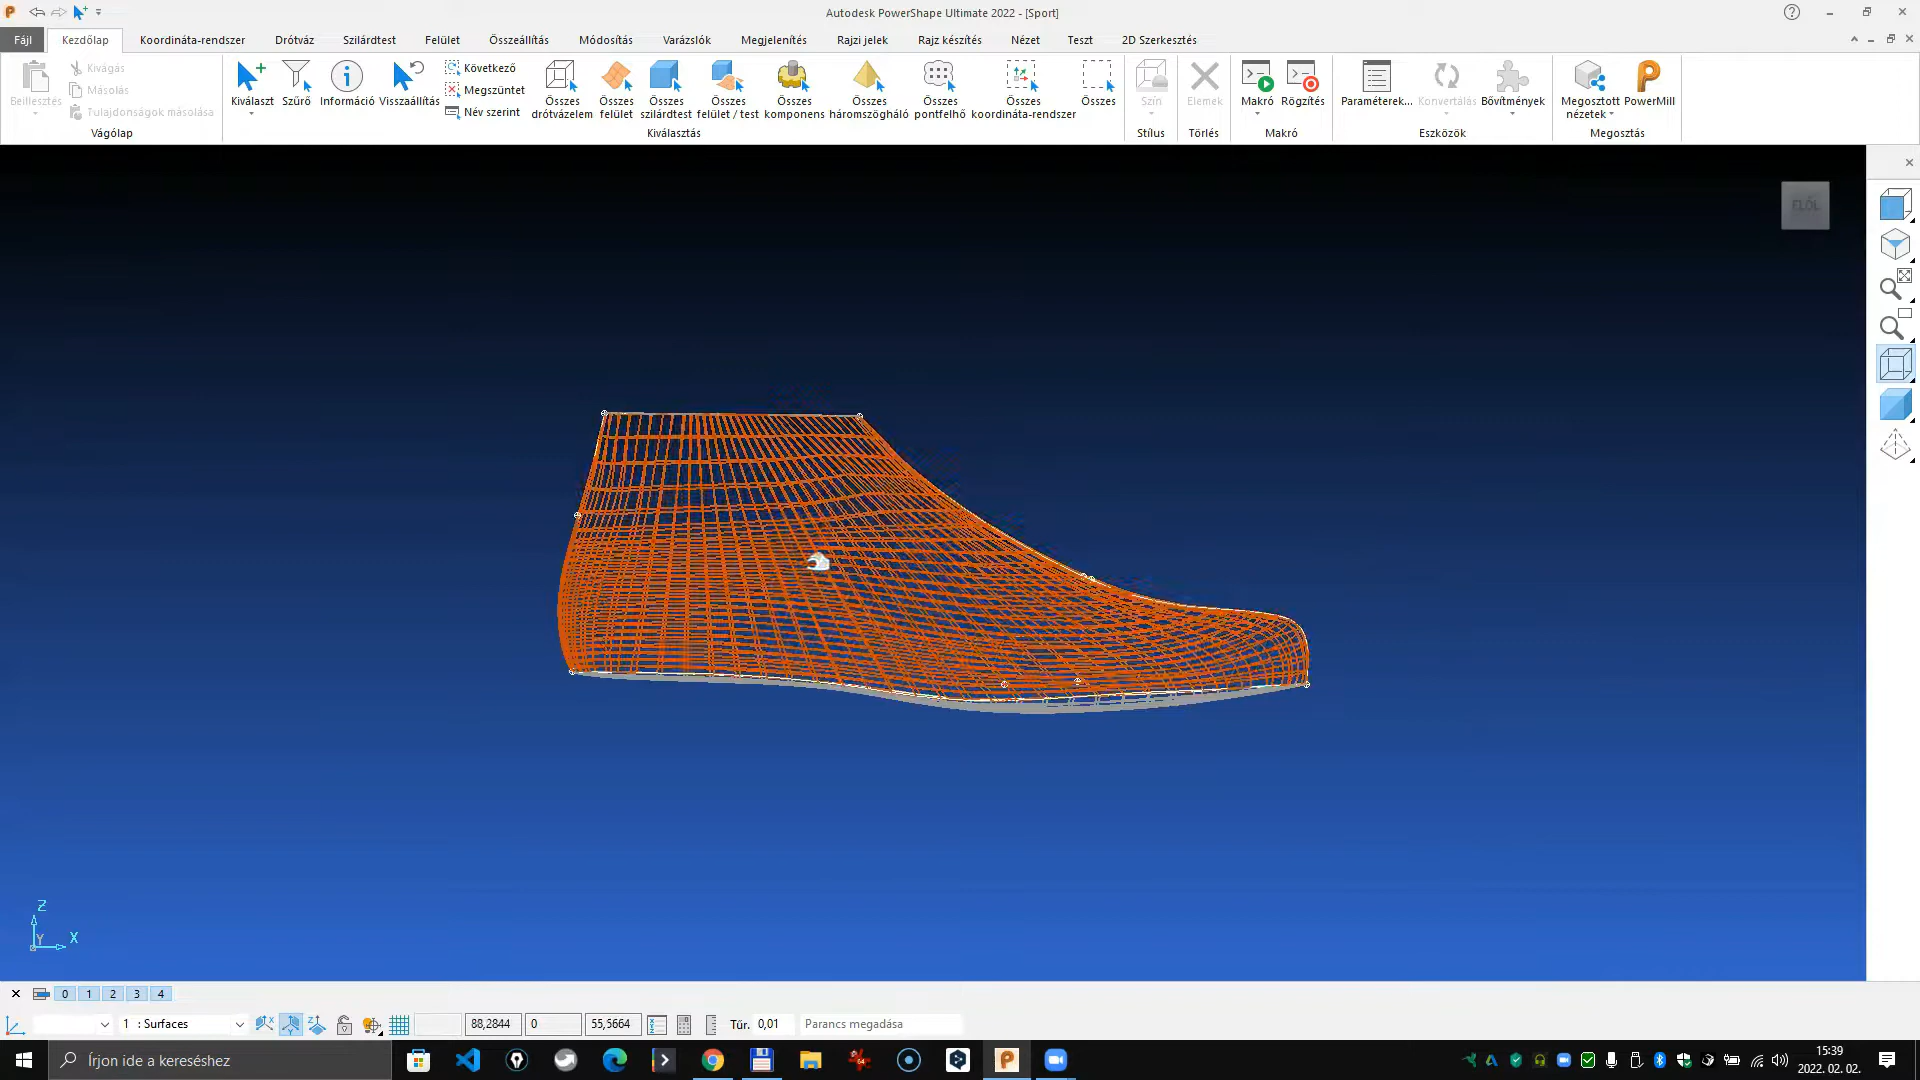 Autodesk PowerShape Ultimate 2022 - [Sport]
Fájl Kezdőlap Koordináta-rendszer Drótváz Szilárdtest Felület Összeállítás Módosítás Varázslók Megjelenítés Rajzi jelek Rajz készítés Nézet Teszt 2D Szerkesztés
Beillesztés
Kivágás
Másolás
Tulajdonságok másolása
Vágólap
Kiválaszt
Szűrő
Információ
Visszaállítás
Következő
Megszüntet
Név szerint
Összes drótvázelem
Összes felület
Összes szilárdtest
Összes felület / test
Összes komponens
Összes háromszögháló
Összes pontfelhő
Összes koordináta-rendszer
Összes
Kiválasztás
Szín
Stílus
Elemek
Törlés
Makró
Rögzítés
Makró
Paraméterek...
Konvertálás
Bővítmények
Eszközök
Megosztott nézetek
PowerMill
Megosztás
ELÖL
Z
Y
X
0 1 2 3 4
1 : Surfaces
88,2844 0 55,5664
Tűr. 0,01
Parancs megadása
Írjon ide a kereséshez
15:39
2022. 02. 02.